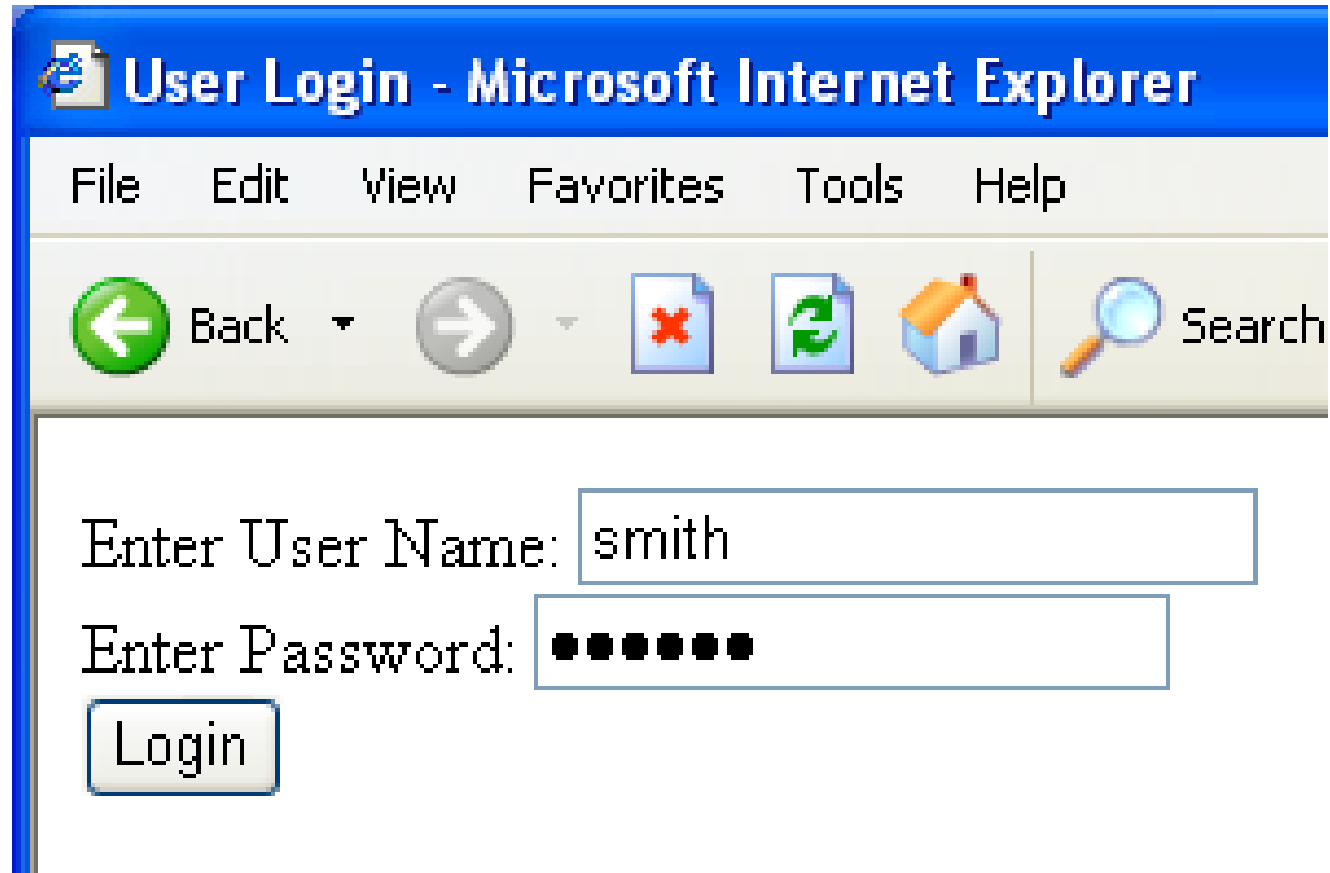 User Login - Microsoft Internet Explorer
File Edit View Favorites Tools Help
Back Search
Enter User Name: smith
Enter Password: ••••••
Login